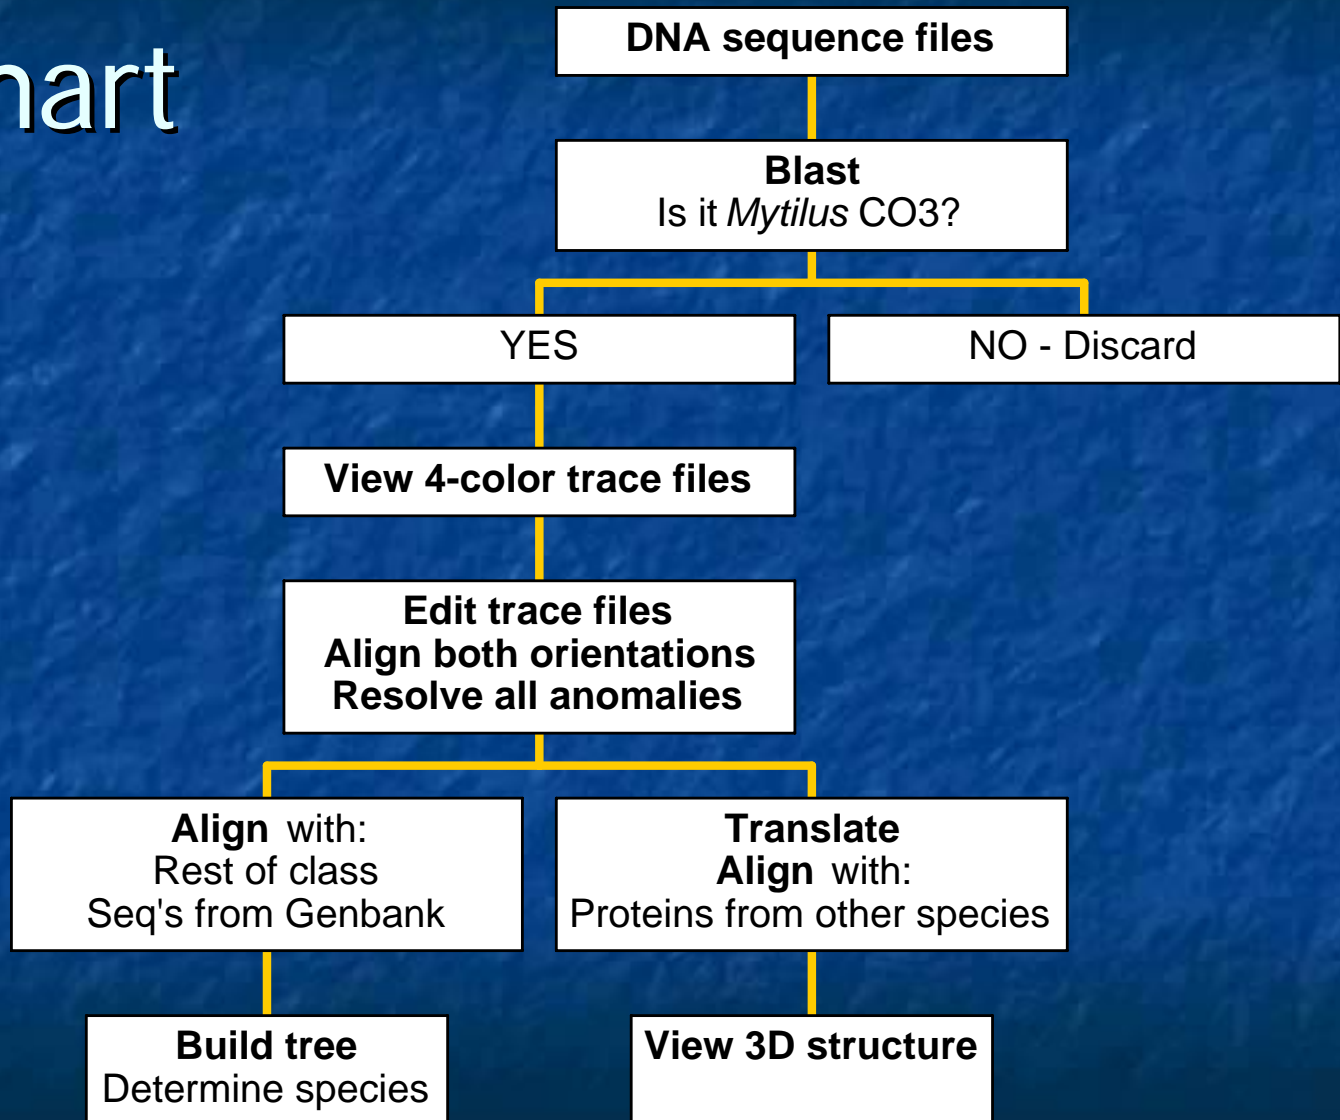 hart
DNA sequence files
Blast
Is it Mytilus CO3?
YES
NO - Discard
View 4-color trace files
Edit trace files
Align both orientations
Resolve all anomalies
Align with:
Rest of class
Seq's from Genbank
Translate
Align with:
Proteins from other species
Build tree
Determine species
View 3D structure